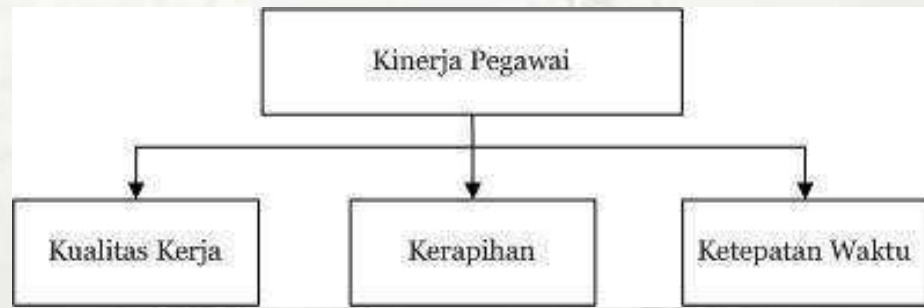 Kinerja Pegawai
Kualitas Kerja
Kerapihan
Ketepatan Waktu